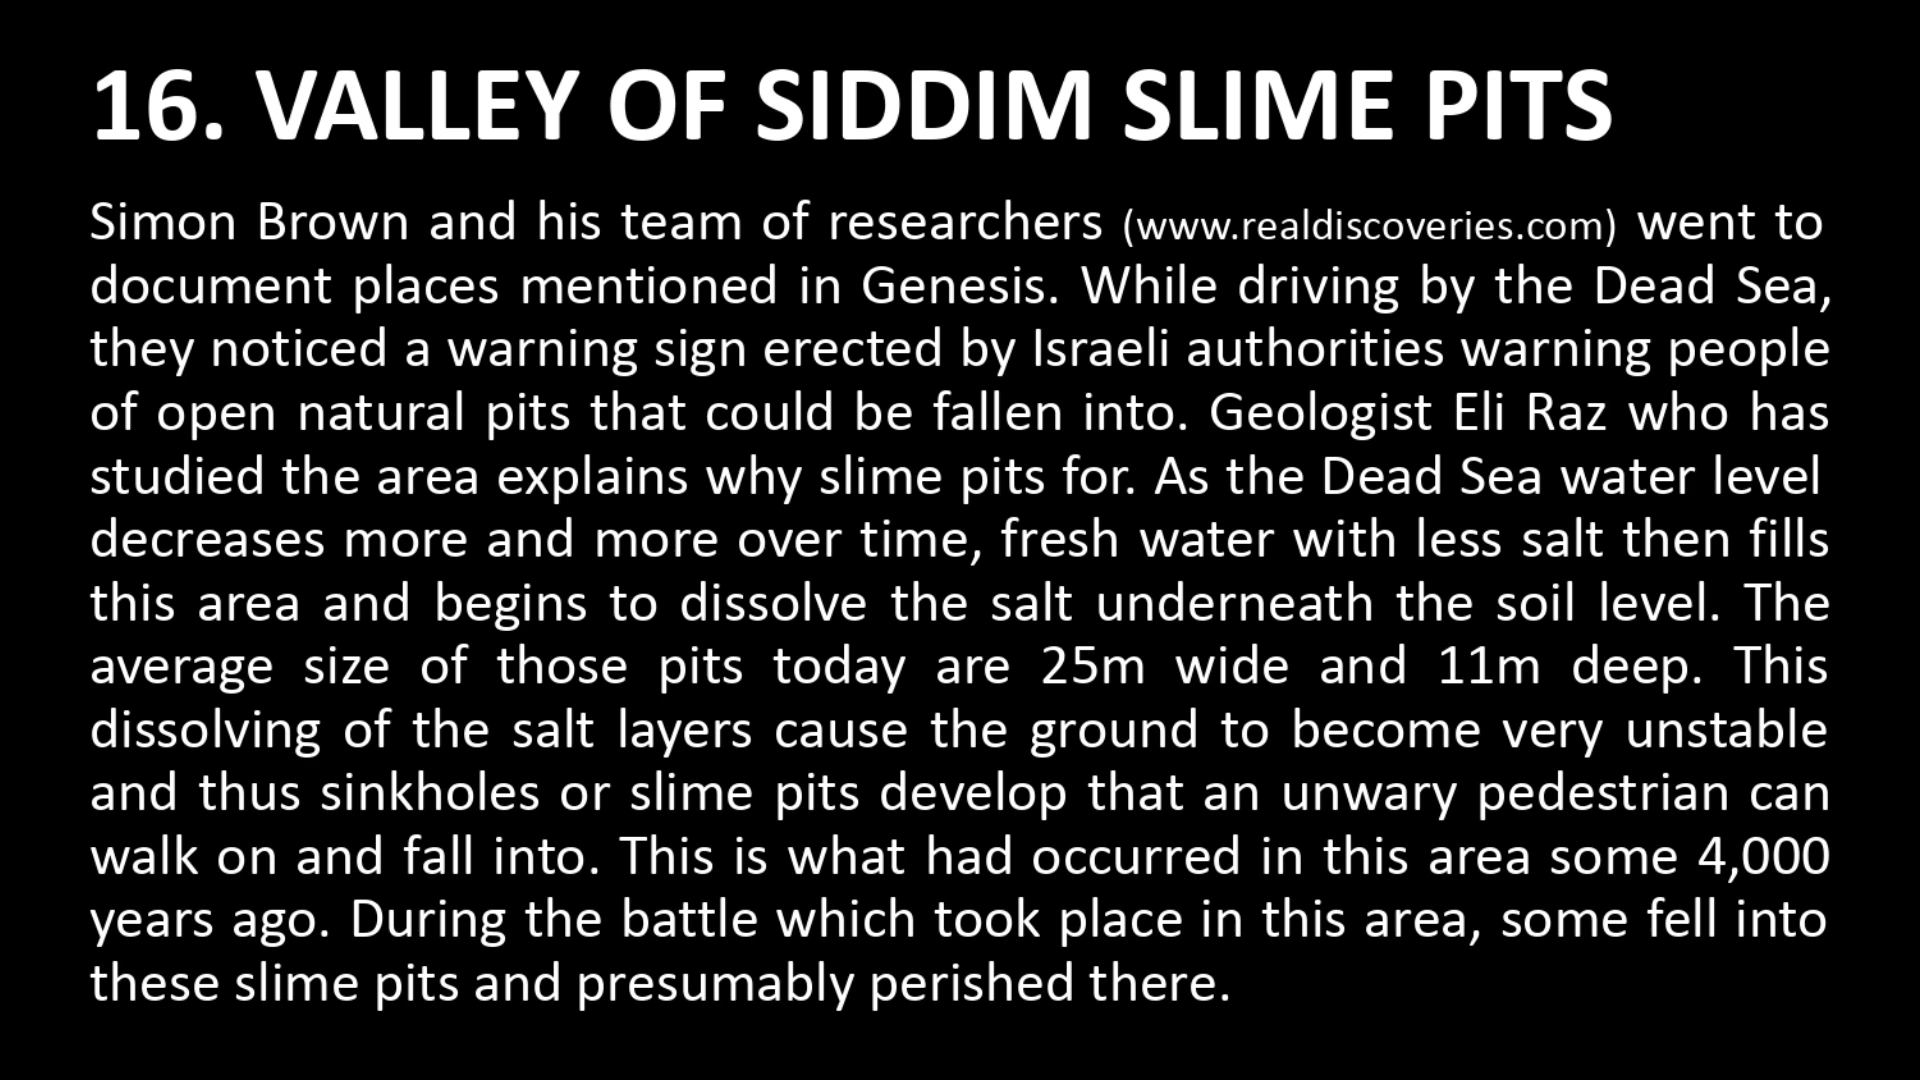 16. VALLEY OF SIDDIM SLIME PITS
Simon Brown and his team of researchers (www.realdiscoveries.com) went to
document places mentioned in Genesis. While driving by the Dead Sea,
they noticed a warning sign erected by Israeli authorities warning people
of open natural pits that could be fallen into. Geologist Eli Raz who has
studied the area explains why slime pits for. As the Dead Sea water level
decreases more and more over time, fresh water with less salt then fills
this area and begins to dissolve the salt underneath the soil level. The
average size of those pits today are 25m wide and 11m deep. This
dissolving of the salt layers cause the ground to become very unstable
and thus sinkholes or slime pits develop that an unwary pedestrian can
walk on and fall into. This is what had occurred in this area some 4,000
years ago. During the battle which took place in this area, some fell into
these slime pits and presumably perished there.